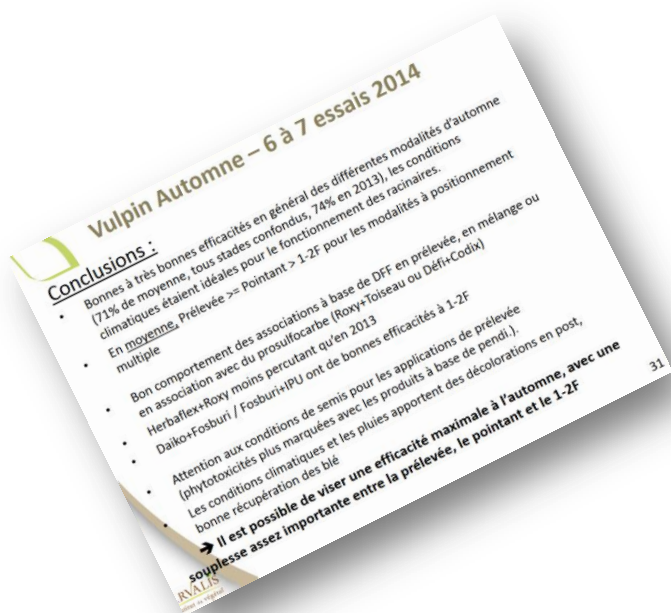 Vulpin Automne – 6 à 7 essais 2014
Conclusions :
• Bonnes à très bonnes efficacités en général des différentes modalités d'automne
(71% de moyenne, tous stades confondus, 74% en 2013), les conditions
climatiques étaient idéales pour le fonctionnement des racinaires.
• En moyenne, Prélevée >= Pointant > 1-2F pour les modalités à positionnement
multiple
• Bon comportement des associations à base de DFF en prélevée, en mélange ou
en association avec du prosulfocarbe (Roxy+Toiseau ou Défi+Codix)
• Herbaflex+Roxy moins percutant qu'en 2013
• Daiko+Fosburi / Fosburi+IPU ont de bonnes efficacités à 1-2F
• Attention aux conditions de semis pour les applications de prélevée
(phytotoxicités plus marquées avec les produits à base de pendi.).
• Les conditions climatiques et les pluies apportent des décolorations en post,
bonne récupération des blé
➔ Il est possible de viser une efficacité maximale à l'automne, avec une
souplesse assez importante entre la prélevée, le pointant et le 1-2F
31
RVALIS